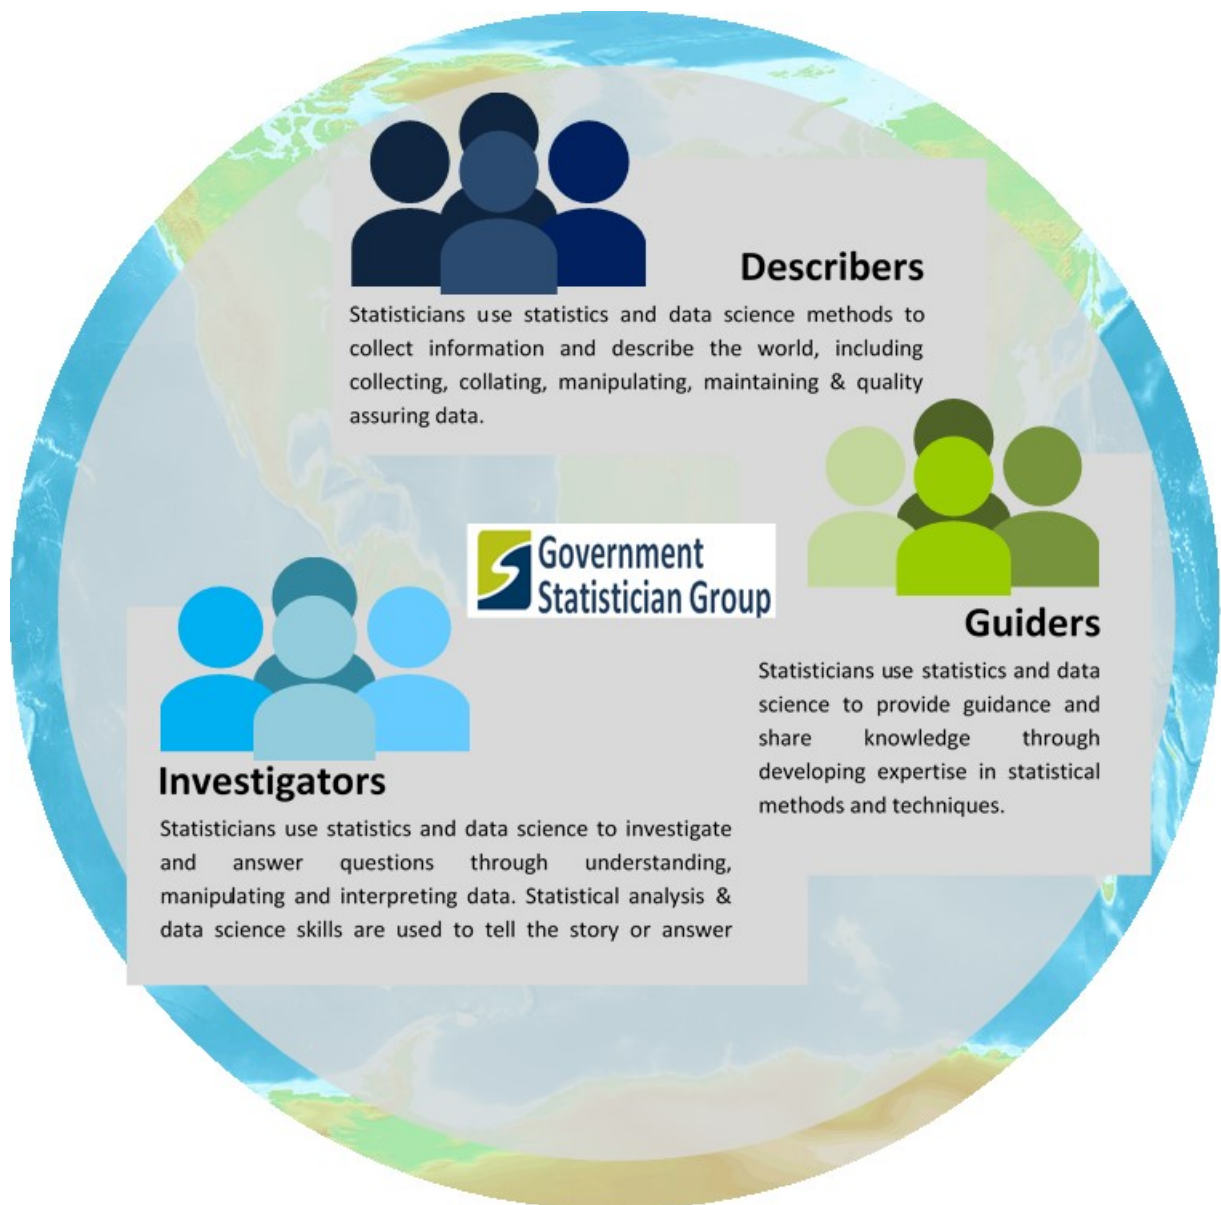 Describers
Statisticians use statistics and data science methods to
collect information and describe the world, including
collecting, collating, manipulating, maintaining & quality
assuring data.
Government
Statistician Group
Guiders
Statisticians use statistics and data
science to provide guidance and
share knowledge through
developing expertise in statistical
methods and techniques.
Investigators
Statisticians use statistics and data science to investigate
and answer questions through understanding,
manipulating and interpreting data. Statistical analysis &
data science skills are used to tell the story or answer